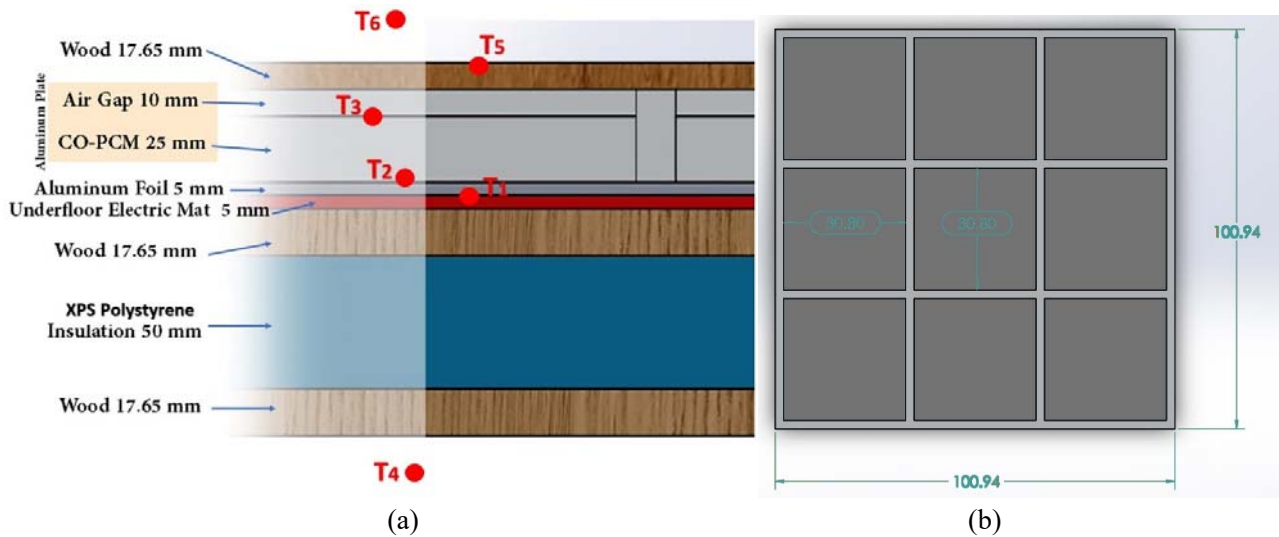 T6
Wood 17.65 mm
T5
Aluminum Plate
Air Gap 10 mm
T3
CO-PCM 25 mm
T2
Aluminum Foil 5 mm
T1
Underfloor Electric Mat 5 mm
Wood 17.65 mm
XPS Polystyrene
Insulation 50 mm
Wood 17.65 mm
T4
(a)
30.80
30.80
100.94
100.94
(b)